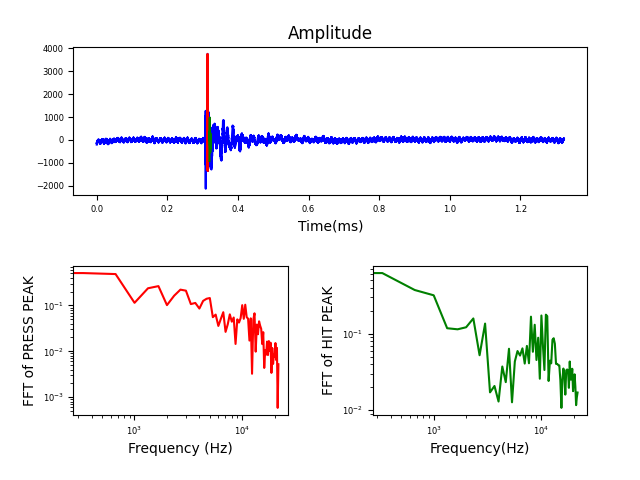 Amplitude
4000
3000
2000
1000
0
−1000
−2000
0.0 0.2 0.4 0.6 0.8 1.0 1.2
Time(ms)
FFT of PRESS PEAK
10⁻¹
10⁻²
10⁻³
10³ 10⁴
Frequency (Hz)
FFT of HIT PEAK
10⁻¹
10⁻²
10³ 10⁴
Frequency(Hz)